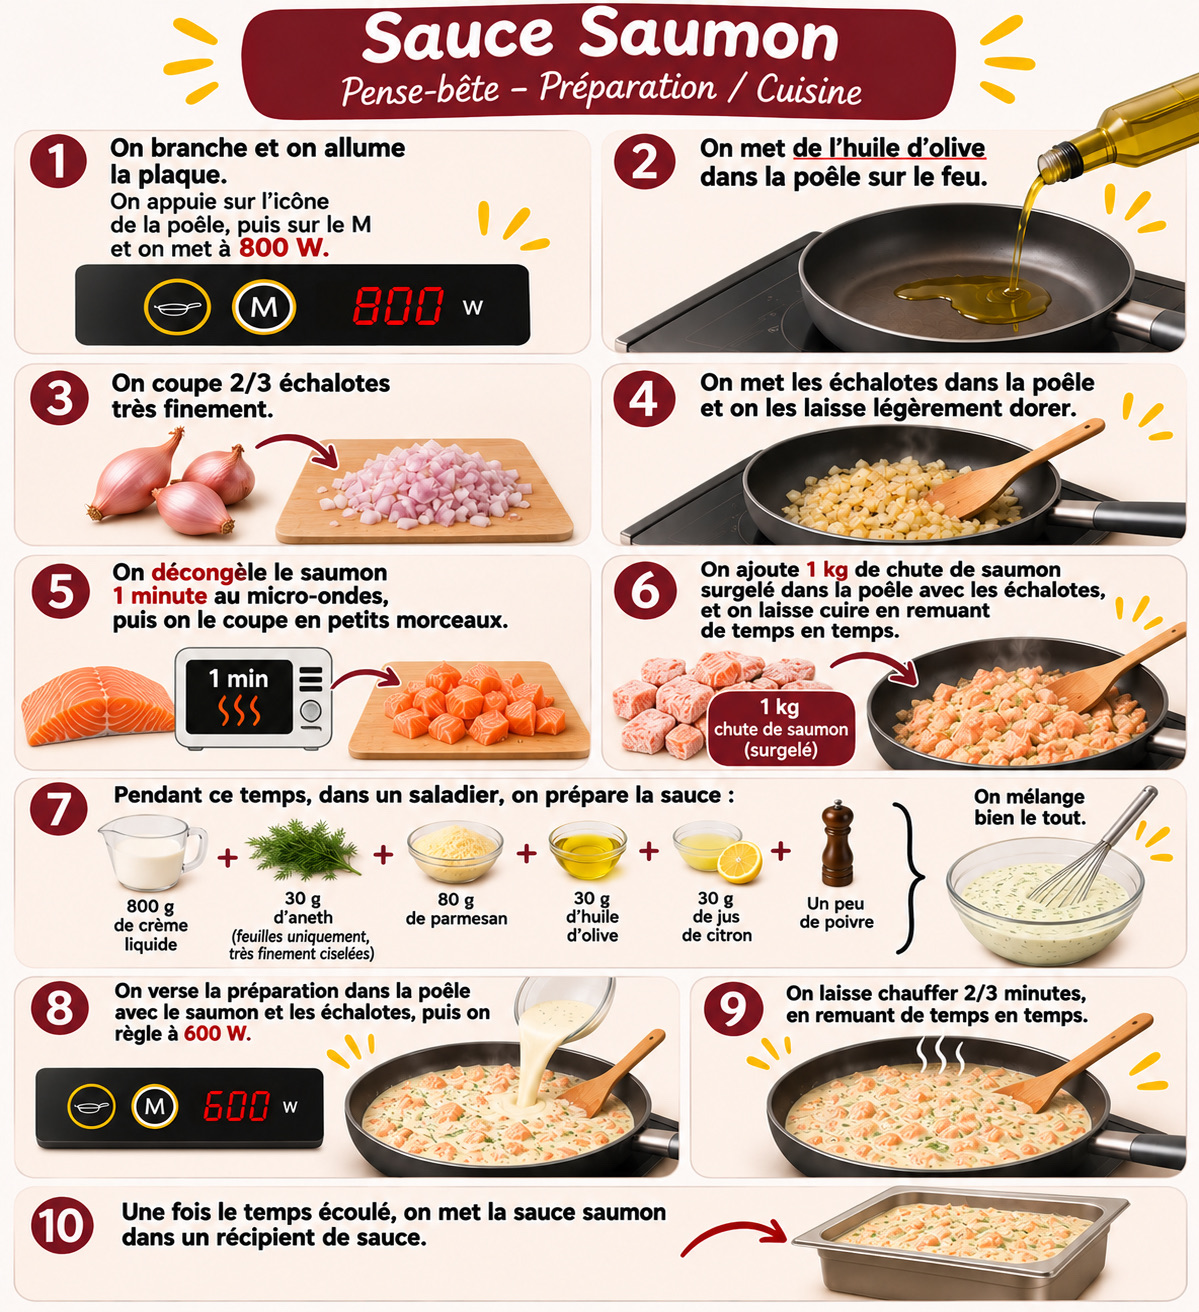 Sauce Saumon
Pense-bête – Préparation / Cuisine
1
On branche et on allume
la plaque.
On appuie sur l'icône
de la poêle, puis sur le M
et on met à 800 W.
M
800 W
2
On met de l'huile d'olive
dans la poêle sur le feu.
3
On coupe 2/3 échalotes
très finement.
4
On met les échalotes dans la poêle
et on les laisse légèrement dorer.
5
On décongèle le saumon
1 minute au micro-ondes,
puis on le coupe en petits morceaux.
1 min
6
On ajoute 1 kg de chute de saumon
surgelé dans la poêle avec les échalotes,
et on laisse cuire en remuant
de temps en temps.
1 kg
chute de saumon
(surgelé)
7
Pendant ce temps, dans un saladier, on prépare la sauce :
800 g
de crème
liquide
+
30 g
d'aneth
(feuilles uniquement,
très finement ciselées)
+
80 g
de parmesan
+
30 g
d'huile
d'olive
+
30 g
de jus
de citron
+
Un peu
de poivre
On mélange
bien le tout.
8
On verse la préparation dans la poêle
avec le saumon et les échalotes, puis on
règle à 600 W.
M
600 W
9
On laisse chauffer 2/3 minutes,
en remuant de temps en temps.
10
Une fois le temps écoulé, on met la sauce saumon
dans un récipient de sauce.